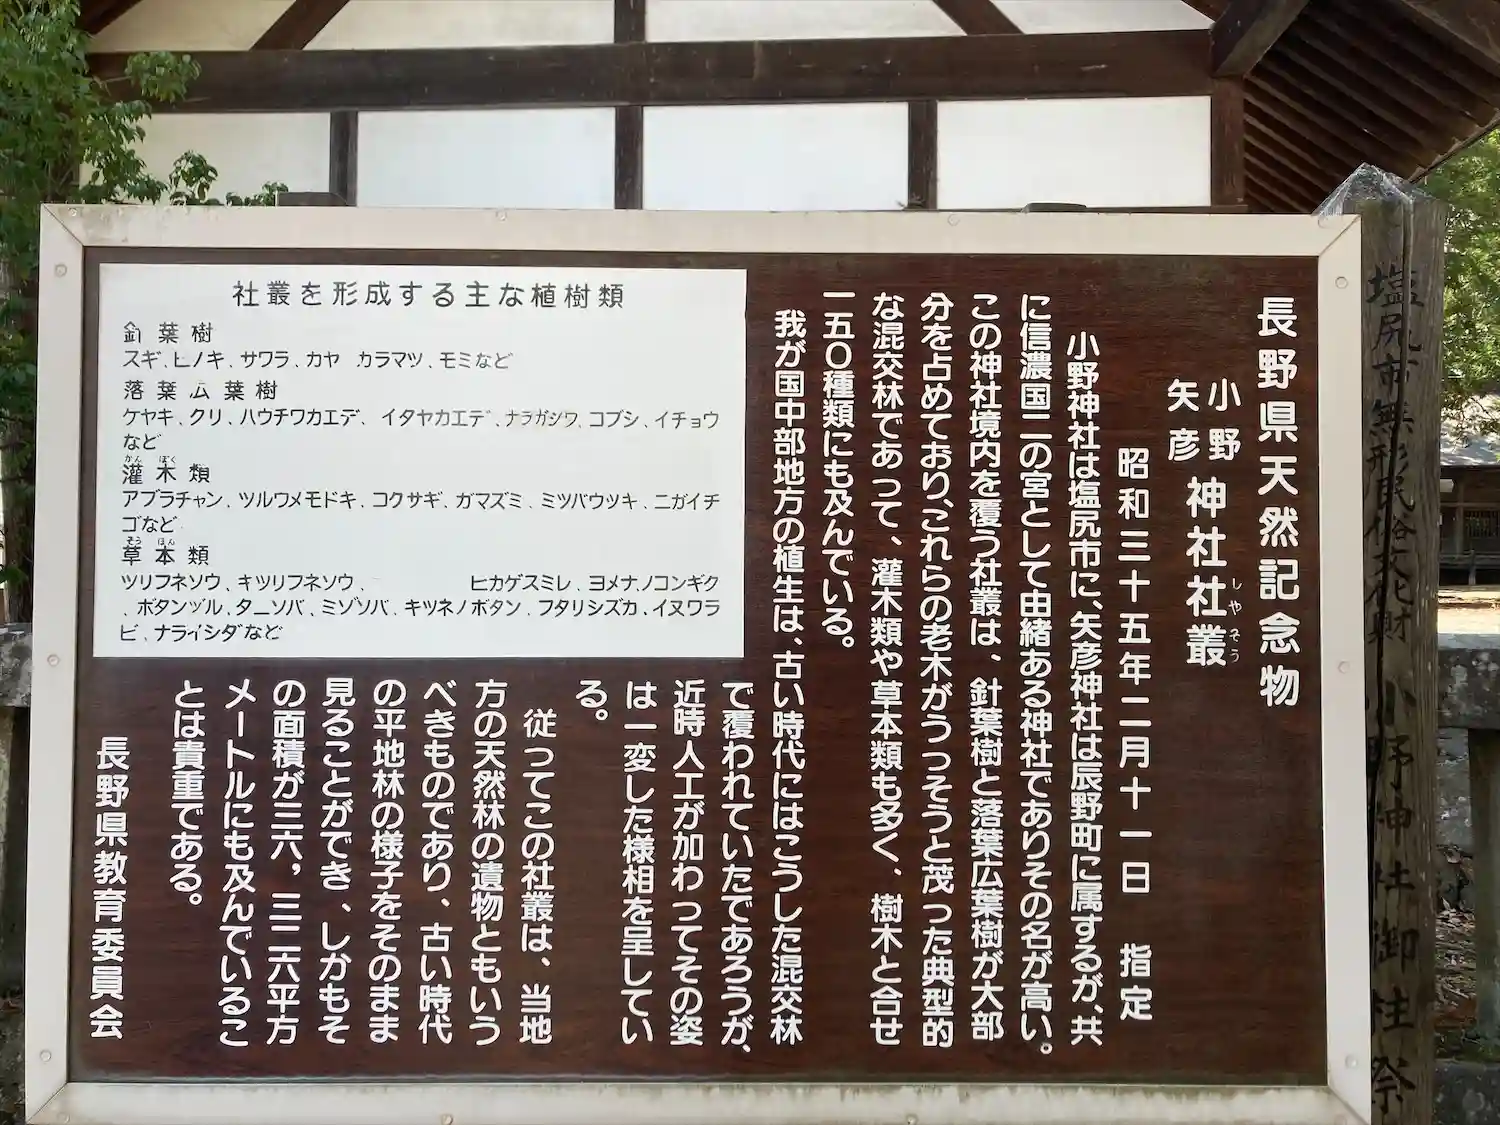 長野県天然記念物
小野
矢彦
神社社叢
しやそう
昭和三十五年二月十一日 指定
小野神社は塩尻市に、矢彦神社は辰野町に属するが、共
に信濃国二の宮として由緒ある神社でありその名が高い。
この神社境内を覆う社叢は、針葉樹と落葉広葉樹が大部
分を占めており、これらの老木がうっそうと茂った典型的
な混交林であって、灌木類や草本類も多く、樹木と合せ
一五〇種類にも及んでいる。
我が国中部地方の植生は、古い時代にはこうした混交林
で覆われていたであろうが、
近時人工が加わってその姿
は一変した様相を呈してい
る。
従ってこの社叢は、当地
方の天然林の遺物ともいう
べきものであり、古い時代
の平地林の様子をそのまま
見ることができ、しかもそ
の面積が三六，三二六平方
メートルにも及んでいるこ
とは貴重である。
長野県教育委員会
社叢を形成する主な植樹類
針葉樹
スギ、ヒノキ、サワラ、カヤ カラマツ、モミなど
落葉広葉樹
ケヤキ、クリ、ハウチワカエデ、イタヤカエデ、ナラガシワ、コブシ、イチョウ
など
かん ぼく
灌木類
アブラチャン、ツルウメモドキ、コクサギ、ガマズミ、ミツバウツキ、ニガイチ
ゴなど
そう ほん
草本類
ツリフネソウ、キツリフネソウ、 ヒカゲスミレ、ヨメナ、ノコンギク
、ボタンヅル、タニソバ、ミゾソバ、キツネノボタン、フタリシズカ、イヌワラ
ビ、ナライシダなど
塩尻市無形民俗文化財 小野神社御柱祭